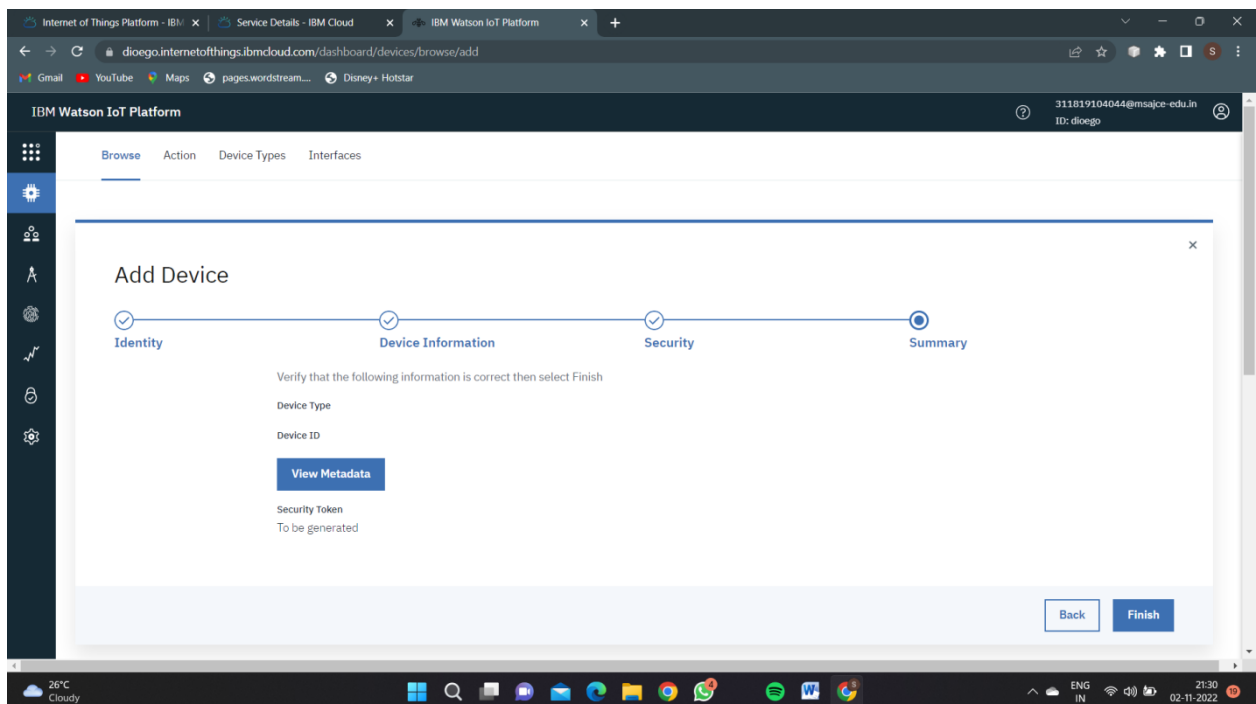 Internet of Things Platform - IBM
Service Details - IBM Cloud
IBM Watson IoT Platform
dioego.internetofthings.ibmcloud.com/dashboard/devices/browse/add
S
Gmail
YouTube
Maps
pages.wordstream....
Disney+ Hotstar
IBM Watson IoT Platform
311819104044@msajce-edu.in
ID: dioego
Browse
Action
Device Types
Interfaces
Add Device
Identity
Device Information
Security
Summary
Verify that the following information is correct then select Finish
Device Type
Device ID
View Metadata
Security Token
To be generated
Back
Finish
26°C
Cloudy
4
W
S
ENG
IN
21:30
02-11-2022
19